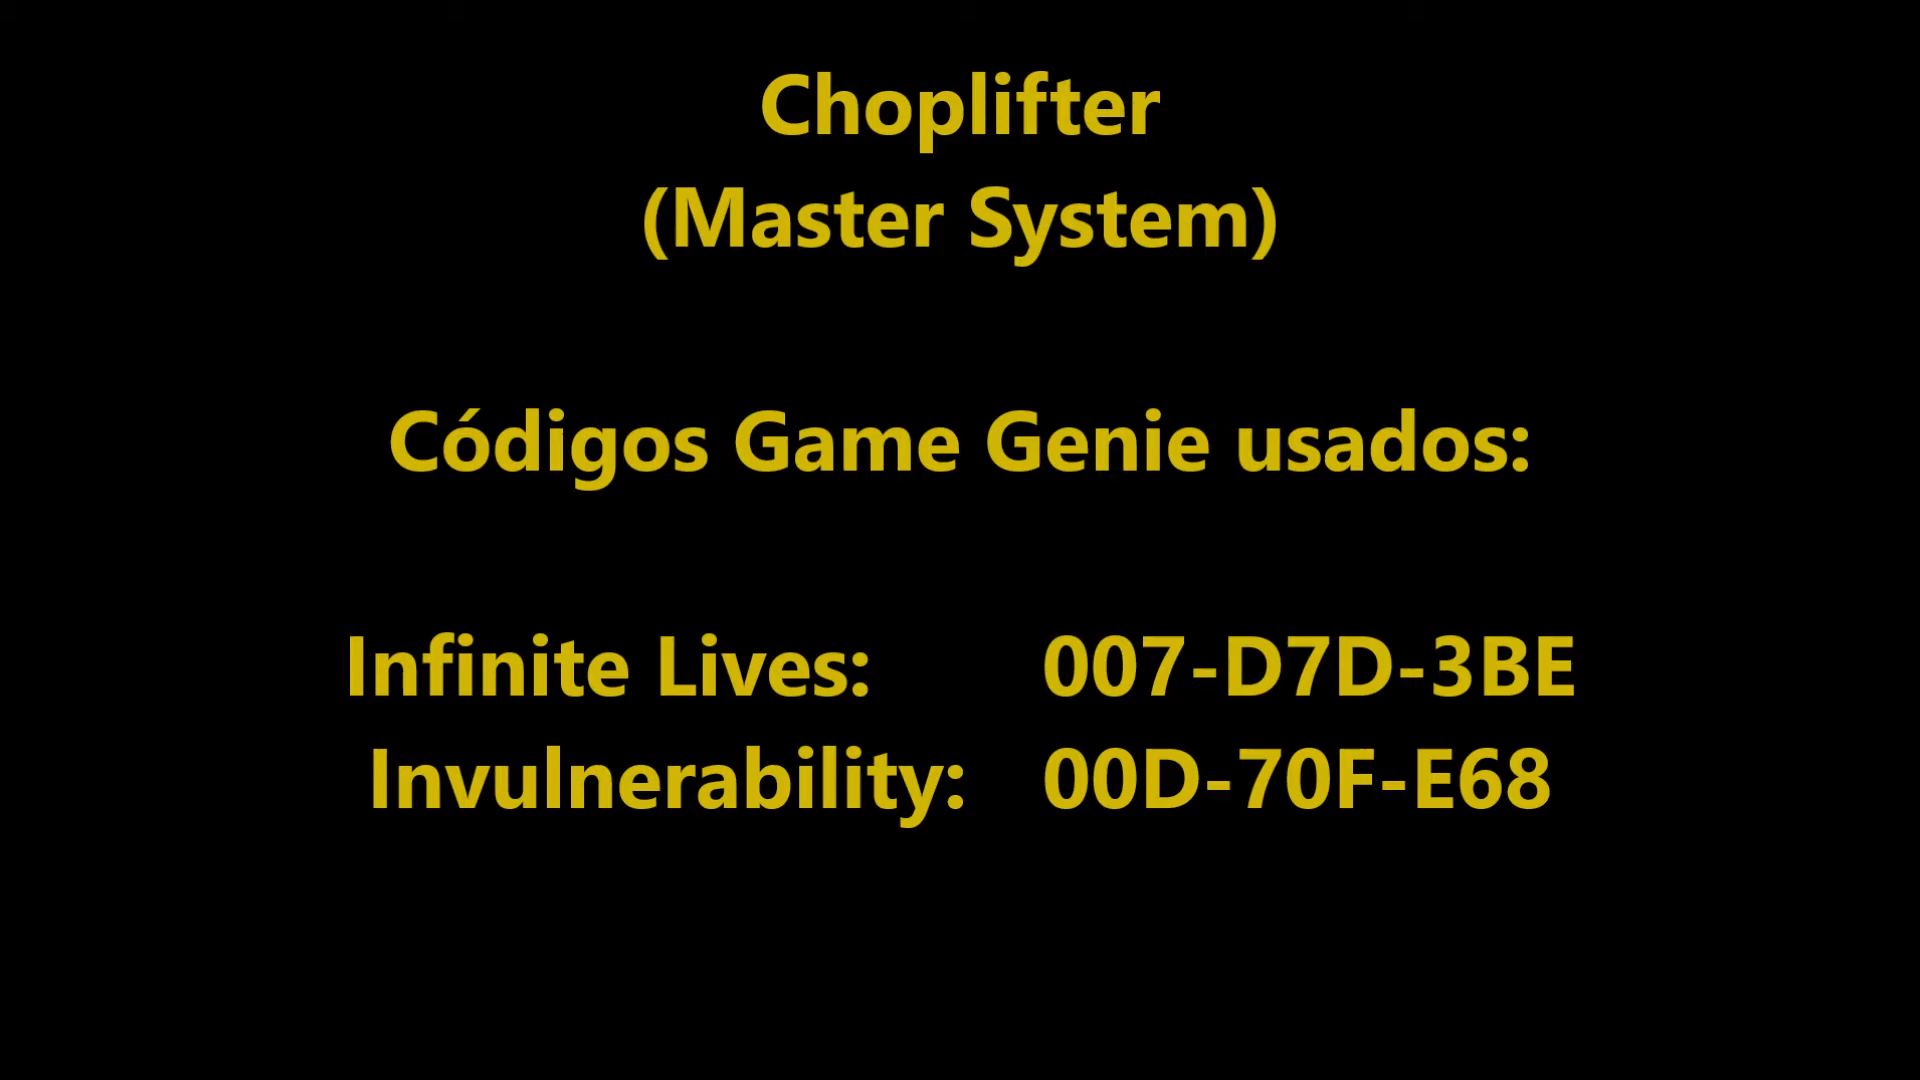 Choplifter
(Master System)
Códigos Game Genie usados:
Infinite Lives: 007-D7D-3BE
Invulnerability: 00D-70F-E68